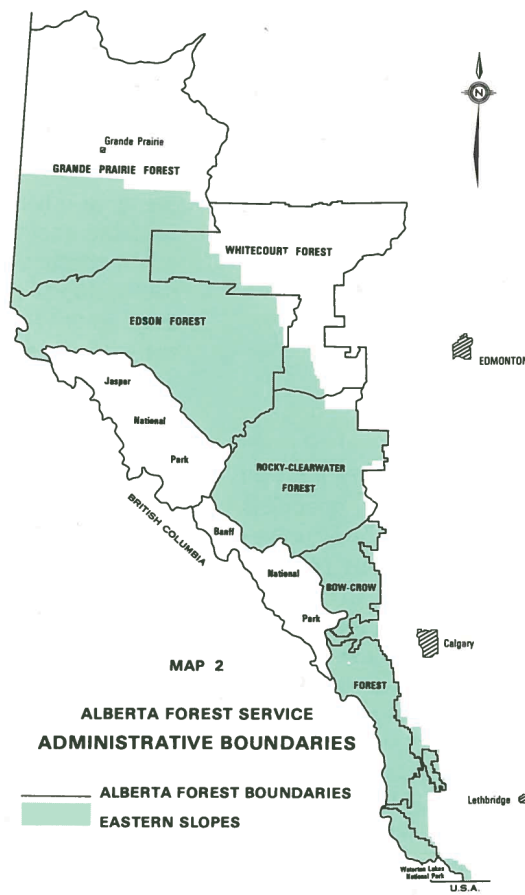 N
Grande Prairie
GRANDE PRAIRIE FOREST
WHITECOURT FOREST
EDSON FOREST
EDMONTON
Jasper
National
Park
ROCKY-CLEARWATER
FOREST
BRITISH COLUMBIA
Banff
National
Park
BOW-CROW
FOREST
Calgary
MAP 2
ALBERTA FOREST SERVICE
ADMINISTRATIVE BOUNDARIES
ALBERTA FOREST BOUNDARIES
EASTERN SLOPES
Lethbridge
Waterton Lakes
National Park
U.S.A.